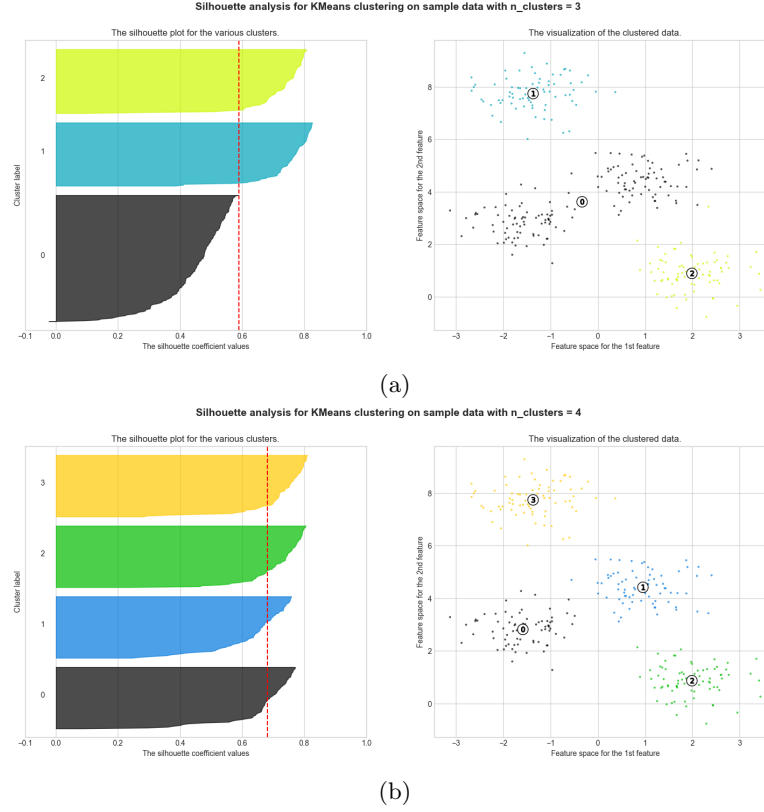 Silhouette analysis for KMeans clustering on sample data with n_clusters = 3
The silhouette plot for the various clusters.
Cluster label
2
1
0
−0.1 0.0 0.2 0.4 0.6 0.8 1.0
The silhouette coefficient values
The visualization of the clustered data.
Feature space for the 2nd feature
8
6
4
2
0
1
0
2
−3 −2 −1 0 1 2 3
Feature space for the 1st feature
(a)
Silhouette analysis for KMeans clustering on sample data with n_clusters = 4
The silhouette plot for the various clusters.
Cluster label
3
2
1
0
−0.1 0.0 0.2 0.4 0.6 0.8 1.0
The silhouette coefficient values
The visualization of the clustered data.
Feature space for the 2nd feature
8
6
4
2
0
3
1
0
2
−3 −2 −1 0 1 2 3
Feature space for the 1st feature
(b)